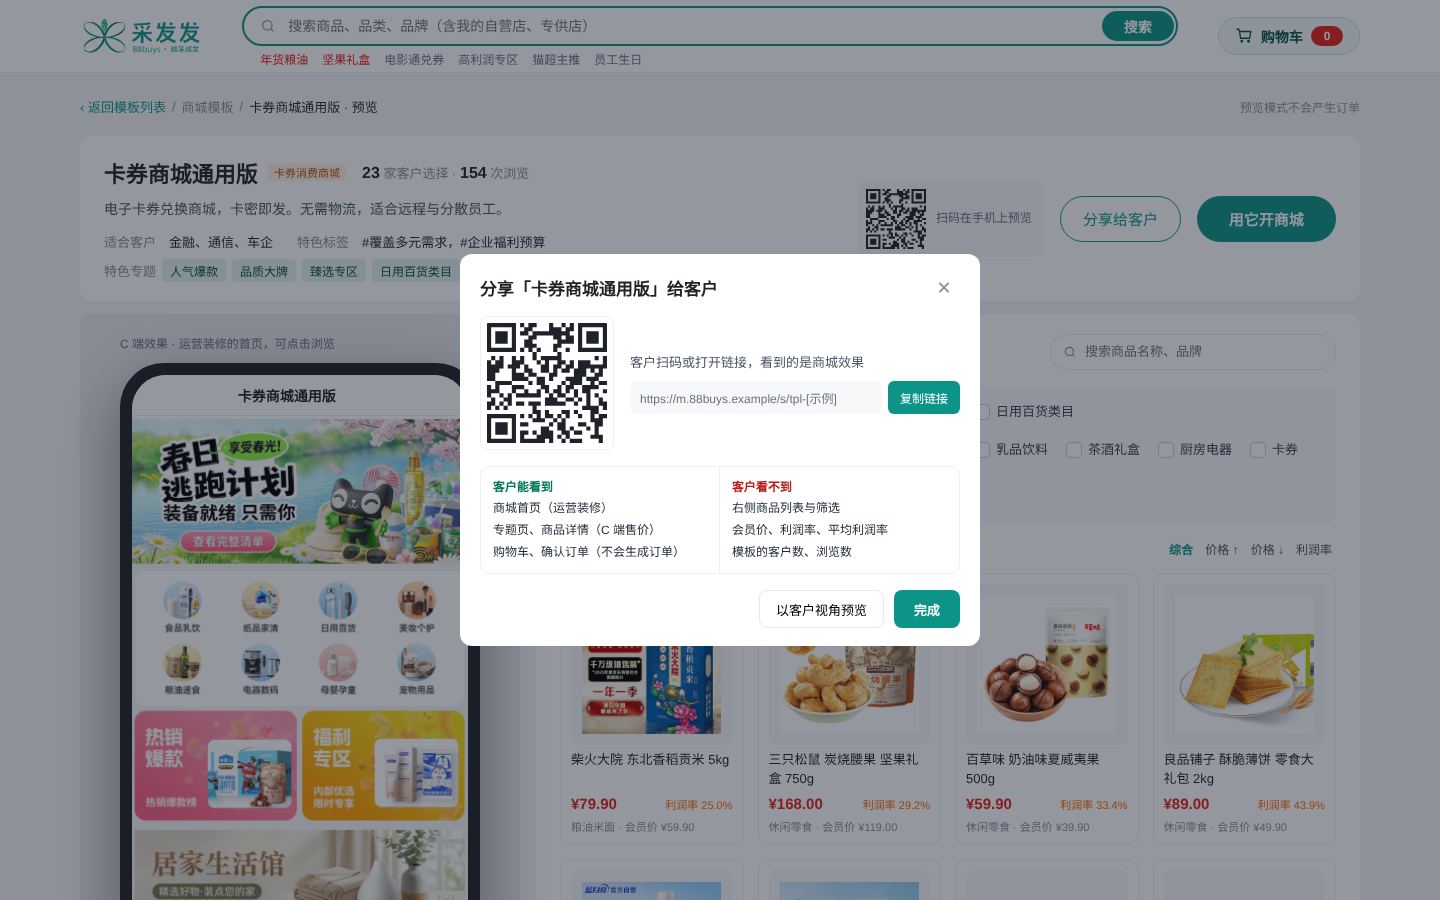 采发发
88buys · 越采越发
搜索商品、品类、品牌（含我的自营店、专供店）
搜索
购物车 0
年货粮油 坚果礼盒 电影通兑券 高利润专区 猫超主推 员工生日
‹ 返回模板列表 / 商城模板 / 卡券商城通用版 · 预览
预览模式不会产生订单
卡券商城通用版 卡券消费商城 23 家客户选择 · 154 次浏览
电子卡券兑换商城，卡密即发。无需物流，适合远程与分散员工。
适合客户 金融、通信、车企 特色标签 #覆盖多元需求，#企业福利预算
特色专题 人气爆款 品质大牌 臻选专区 日用百货类目
扫码在手机上预览
分享给客户
用它开商城
分享「卡券商城通用版」给客户
客户扫码或打开链接，看到的是商城效果
https://m.88buys.example/s/tpl-[示例]
复制链接
客户能看到
商城首页（运营装修）
专题页、商品详情（C 端售价）
购物车、确认订单（不会生成订单）
客户看不到
右侧商品列表与筛选
会员价、利润率、平均利润率
模板的客户数、浏览数
以客户视角预览
完成
C 端效果 · 运营装修的首页，可点击浏览
卡券商城通用版
春日
享受春光!
逃跑计划
装备就绪 只需你
查看完整清单
食品乳饮 纸品家清 日用百货 美妆个护
粮油速食 电器数码 母婴孕童 宠物用品
热销
爆款
热销爆款榜
福利
专区
内部优选
限时专享
居家生活馆
精选好物·装点您的家
搜索商品名称、品牌
日用百货类目
乳品饮料 茶酒礼盒 厨房电器 卡券
综合 价格 ↑ 价格 ↓ 利润率
千万级销售额
一年一季
柴火大院 东北香稻贡米 5kg
¥79.90 利润率 25.0%
粮油米面 · 会员价 ¥59.90
三只松鼠 炭烧腰果 坚果礼
盒 750g
¥168.00 利润率 29.2%
休闲零食 · 会员价 ¥119.00
百草味 奶油味夏威夷果
500g
¥59.90 利润率 33.4%
休闲零食 · 会员价 ¥39.90
良品铺子 酥脆薄饼 零食大
礼包 2kg
¥89.00 利润率 43.9%
休闲零食 · 会员价 ¥49.90
官方自营